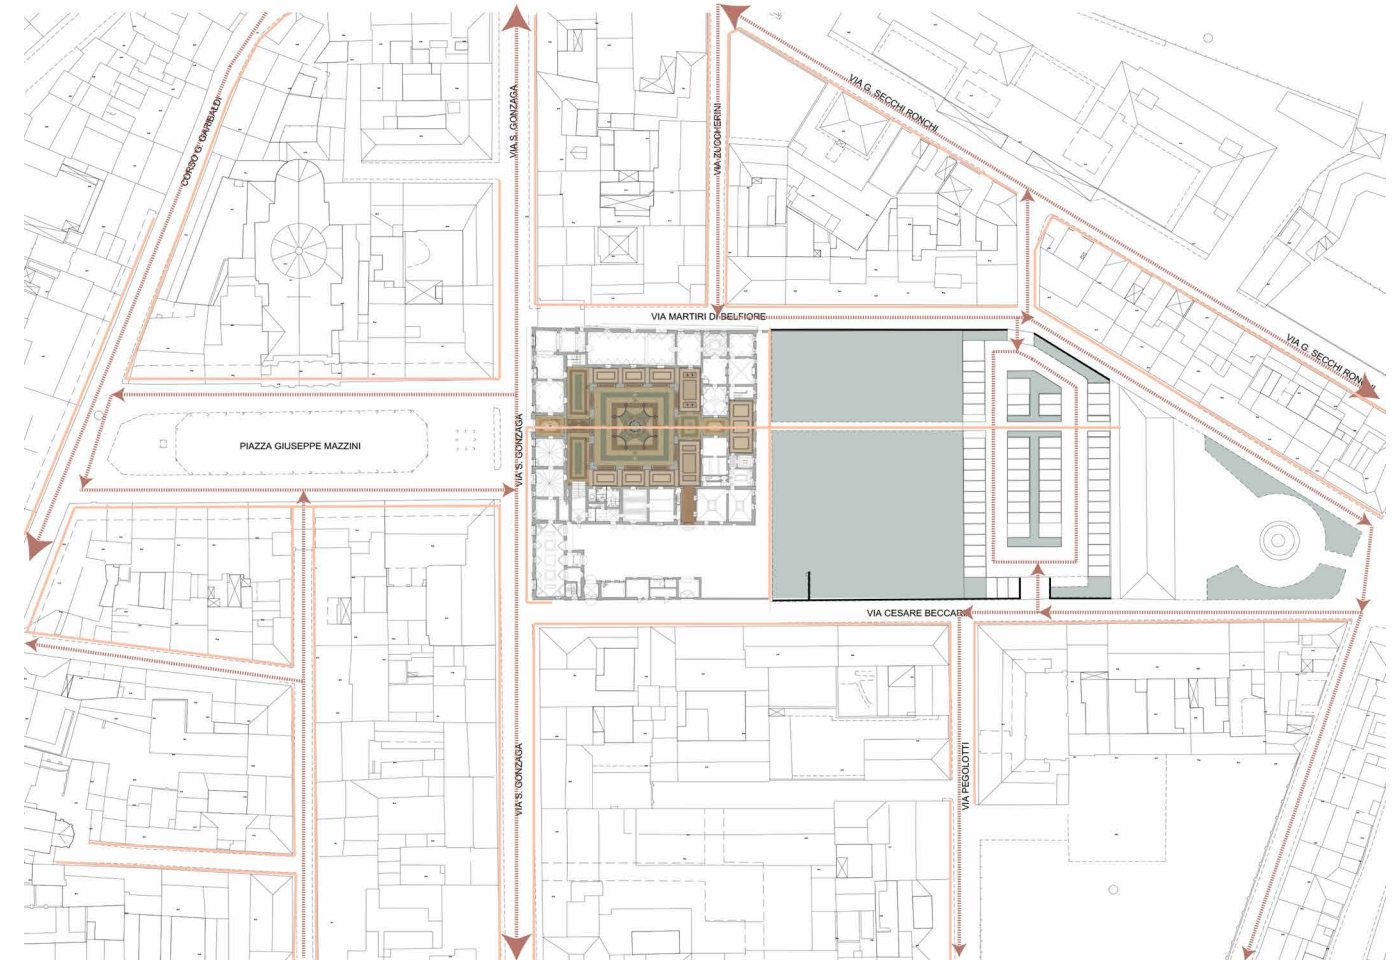 VIA S. GONZAGA
VIA ZUCCHERINI
VIA G. SECCHI RONCHI
CORSO G. GARIBALDI
VIA MARTIRI DI BELFIORE
VIA G. SECCHI RONCHI
VIA S. GONZAGA
PIAZZA GIUSEPPE MAZZINI
VIA CESARE BECCARIA
VIA S. GONZAGA
VIA PEGOLOTTI